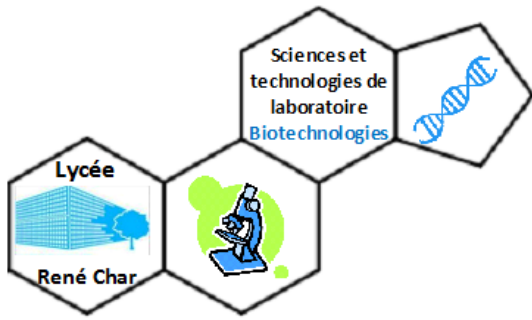 Sciences et
technologies de
laboratoire
Biotechnologies
Lycée
René Char